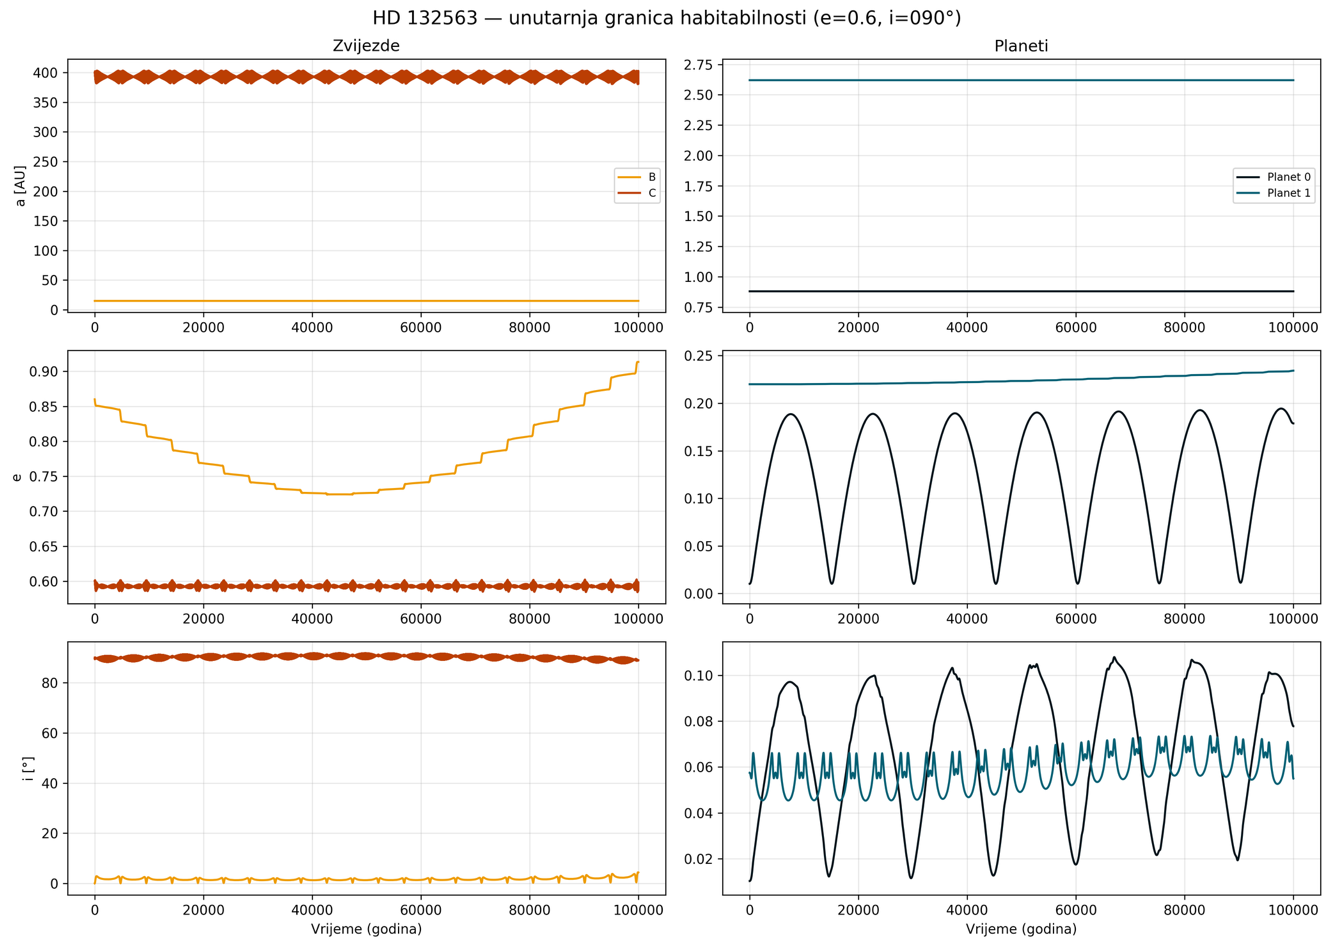 HD 132563 — unutarnja granica habitabilnosti (e=0.6, i=090°)
Zvijezde
a [AU]
400
350
300
250
200
150
100
50
0
B
C
0 20000 40000 60000 80000 100000
Planeti
2.75
2.50
2.25
2.00
1.75
1.50
1.25
1.00
0.75
Planet 0
Planet 1
0 20000 40000 60000 80000 100000
e
0.90
0.85
0.80
0.75
0.70
0.65
0.60
0 20000 40000 60000 80000 100000
0.25
0.20
0.15
0.10
0.05
0.00
0 20000 40000 60000 80000 100000
i [°]
80
60
40
20
0
0 20000 40000 60000 80000 100000
Vrijeme (godina)
0.10
0.08
0.06
0.04
0.02
0 20000 40000 60000 80000 100000
Vrijeme (godina)